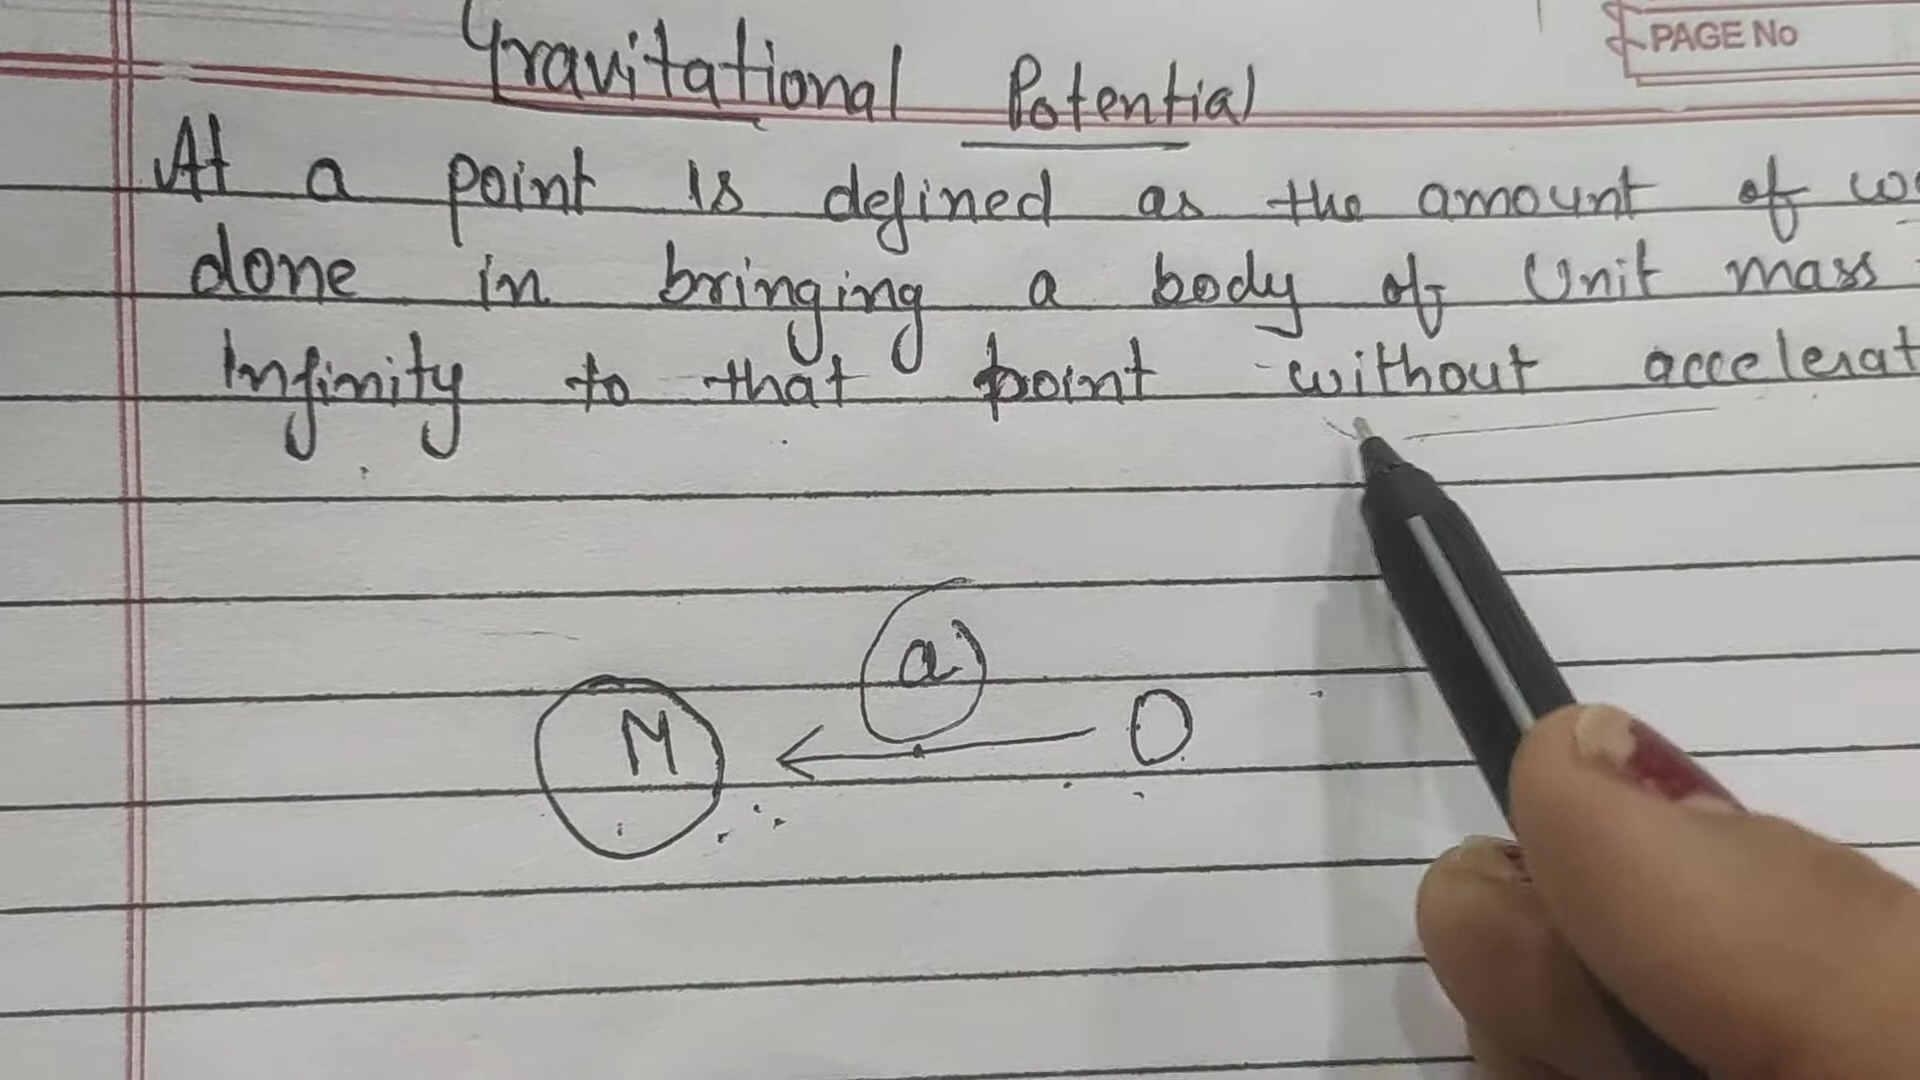 PAGE No
Gravitational Potential
At a point is defined as the amount of
done in bringing a body of Unit mass
Infinity to that point without accelerat
a
M